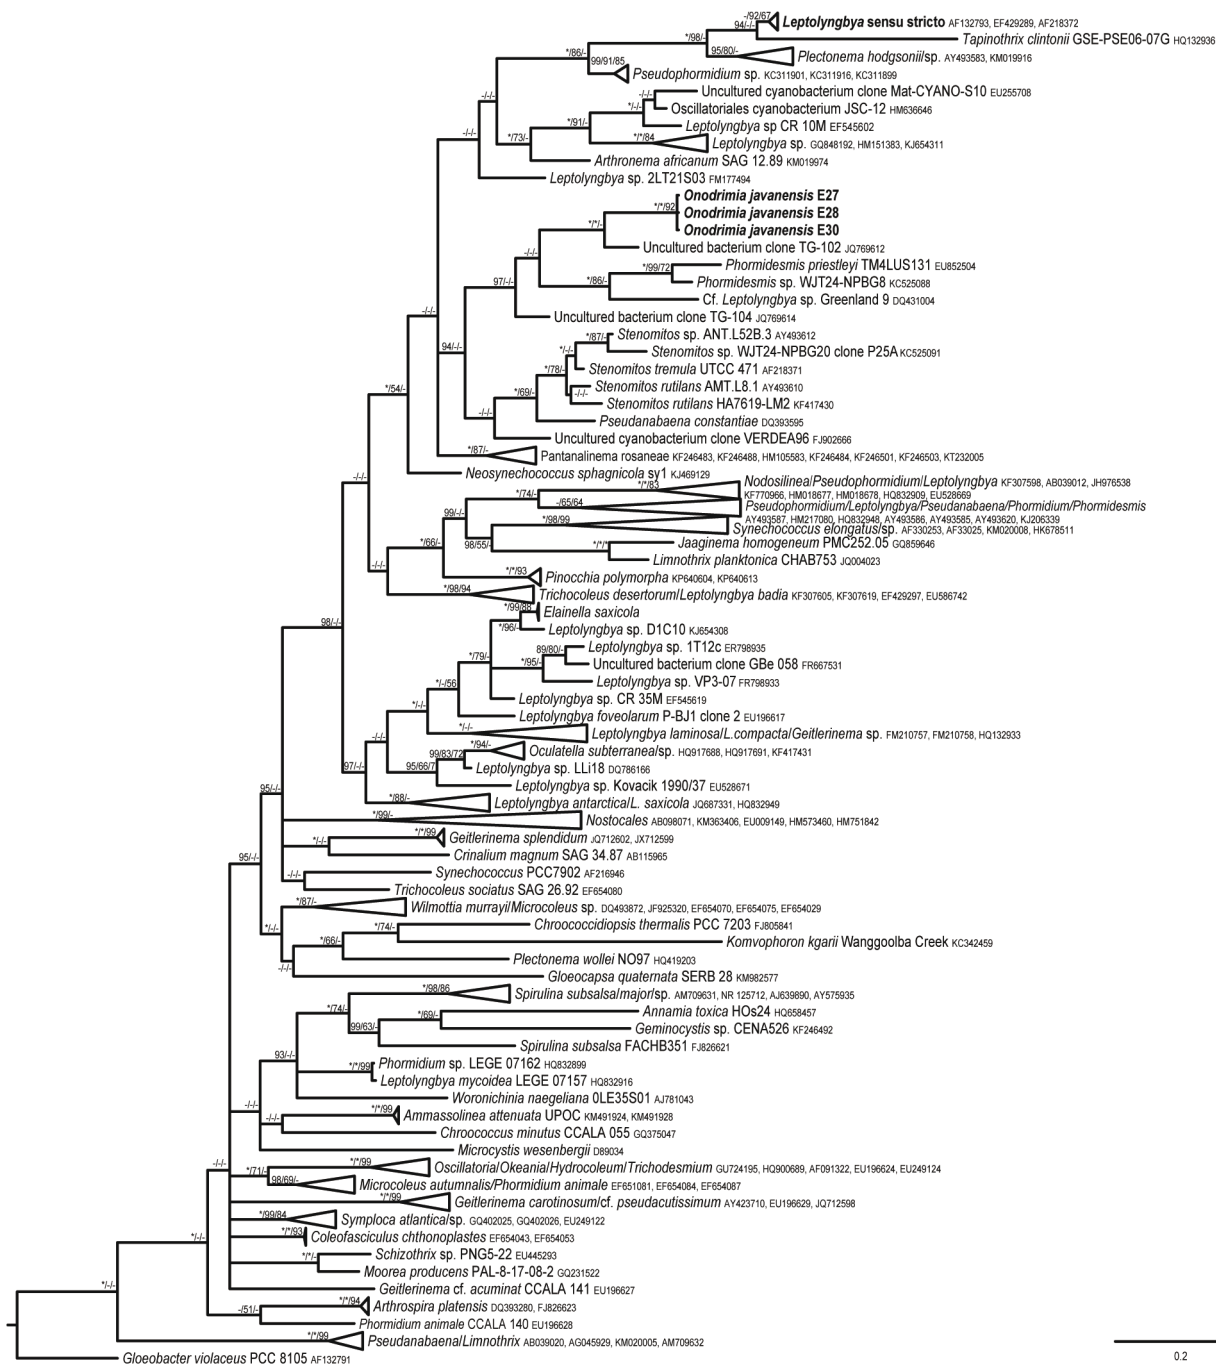 -/92/67
Leptolyngbya sensu stricto AF132793, EF429289, AF218372
94/-/-
Tapinothrix clintonii GSE-PSE06-07G HQ132936
*/98/-
95/80/-
Plectonema hodgsonii/sp. AY493583, KM019916
*/86/-
99/91/85
Pseudophormidium sp. KC311901, KC311916, KC311899
Uncultured cyanobacterium clone Mat-CYANO-S10 EU255708
-/-/-
Oscillatoriales cyanobacterium JSC-12 HM636646
-/-/-
*/-/-
Leptolyngbya sp CR 10M EF545602
*/91/-
*/*/84
Leptolyngbya sp. GQ848192, HM151383, KJ654311
-/-/-
*/73/-
Arthronema africanum SAG 12.89 KM019974
Leptolyngbya sp. 2LT21S03 FM177494
Onodrimia javanensis E27
*/*/92
Onodrimia javanensis E28
*/*/-
Onodrimia javanensis E30
Uncultured bacterium clone TG-102 JQ769612
-/-/-
Phormidesmis priestleyi TM4LUS131 EU852504
*/99/72
Phormidesmis sp. WJT24-NPBG8 KC525088
97/-/-
*/86/-
Cf. Leptolyngbya sp. Greenland 9 DQ431004
-/-/-
Uncultured bacterium clone TG-104 JQ769614
Stenomitos sp. ANT.L52B.3 AY493612
*/87/-
94/-/-
*/-/-
Stenomitos sp. WJT24-NPBG20 clone P25A KC525091
Stenomitos tremula UTCC 471 AF218371
*/78/-
Stenomitos rutilans AMT.L8.1 AY493610
*/54/-
*/69/-
-/-/-
Stenomitos rutilans HA7619-LM2 KF417430
-/-/-
Pseudanabaena constantiae DQ393595
Uncultured cyanobacterium clone VERDEA96 FJ902666
*/87/-
Pantanalinema rosaneae KF246483, KF246488, HM105583, KF246484, KF246501, KF246503, KT232005
Neosynechococcus sphagnicola sy1 KJ469129
-/-/-
*/*/83
Nodosilinea/Pseudophormidium/Leptolyngbya KF307598, AB039012, JH976538
*/74/-
KF770966, HM018677, HM018678, HQ832909, EU528669
-/65/64
Pseudophormidium/Leptolyngbya/Pseudanabaena/Phormidium/Phormidesmis
99/-/-
AY493587, HM217080, HQ832948, AY493586, AY493585, AY493620, KJ206339
*/98/99
Synechococcus elongatus/sp. AF330253, AF33025, KM020008, HK678511
*/66/-
98/55/-
*/*/*
Jaaginema homogeneum PMC252.05 GQ859646
Limnothrix planktonica CHAB753 JQ004023
-/-/-
*/*/93
Pinocchia polymorpha KP640604, KP640613
*/98/94
Trichocoleus desertorum/Leptolyngbya badia KF307605, KF307619, EF429297, EU586742
*/99/88
Elainella saxicola
98/-/-
*/96/-
Leptolyngbya sp. D1C10 KJ654308
89/80/-
Leptolyngbya sp. 1T12c ER798935
*/79/-
*/95/-
Uncultured bacterium clone GBe 058 FR667531
Leptolyngbya sp. VP3-07 FR798933
*/-/56
Leptolyngbya sp. CR 35M EF545619
*/-/-
Leptolyngbya foveolarum P-BJ1 clone 2 EU196617
*/-/-
Leptolyngbya laminosa/L.compacta/Geitlerinema sp. FM210757, FM210758, HQ132933
-/-/-
*/94/-
Oculatella subterranea/sp. HQ917688, HQ917691, KF417431
99/83/72
97/-/-
95/66/7
Leptolyngbya sp. LLi18 DQ786166
Leptolyngbya sp. Kovacik 1990/37 EU528671
*/88/-
Leptolyngbya antarctica/L. saxicola JQ687331, HQ832949
95/-/-
*/99/-
Nostocales AB098071, KM363406, EU009149, HM573460, HM751842
*/*/99
Geitlerinema splendidum JQ712602, JX712599
*/-/-
Crinalium magnum SAG 34.87 AB115965
95/-/-
Synechococcus PCC7902 AF216946
-/-/-
Trichocoleus sociatus SAG 26.92 EF654080
*/87/-
Wilmottia murrayi/Microcoleus sp. DQ493872, JF925320, EF654070, EF654075, EF654029
*/-/-
*/74/-
Chroococcidiopsis thermalis PCC 7203 FJ805841
*/66/-
Komvophoron kgarii Wanggoolba Creek KC342459
Plectonema wollei NO97 HQ419203
-/-/-
Gloeocapsa quaternata SERB 28 KM982577
*/98/86
Spirulina subsalsa/major/sp. AM709631, NR 125712, AJ639890, AY575935
*/74/-
*/69/-
Annamia toxica HOs24 HQ658457
99/63/-
Geminocystis sp. CENA526 KF246492
Spirulina subsalsa FACHB351 FJ826621
93/-/-
*/*/99
Phormidium sp. LEGE 07162 HQ832899
Leptolyngbya mycoidea LEGE 07157 HQ832916
Woronichinia naegeliana 0LE35S01 AJ781043
-/-/-
*/*/99
Ammassolinea attenuata UPOC KM491924, KM491928
-/-/-
Chroococcus minutus CCALA 055 GQ375047
Microcystis wesenbergii D89034
-/-/-
*/71/-
*/*/99
Oscillatoria/Okeania/Hydrocoleum/Trichodesmium GU724195, HQ900689, AF091322, EU196624, EU249124
98/69/-
Microcoleus autumnalis/Phormidium animale EF651081, EF654084, EF654087
*/*/99
Geitlerinema carotinosum/cf. pseudacutissimum AY423710, EU196629, JQ712598
*/99/84
Symploca atlantica/sp. GQ402025, GQ402026, EU249122
*/-/-
*/*/93
Coleofasciculus chthonoplastes EF654043, EF654053
*/*/-
Schizothrix sp. PNG5-22 EU445293
Moorea producens PAL-8-17-08-2 GQ231522
*/-/-
Geitlerinema cf. acuminat CCALA 141 EU196627
*/*/94
Arthrospira platensis DQ393280, FJ826623
-/51/-
Phormidium animale CCALA 140 EU196628
*/*/99
Pseudanabaena/Limnothrix AB039020, AG045929, KM020005, AM709632
Gloeobacter violaceus PCC 8105 AF132791
0.2